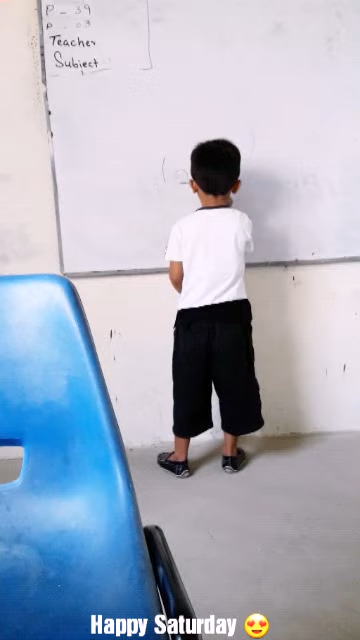 P - 39
P - 03
Teacher
Subject
Happy Saturday 😍